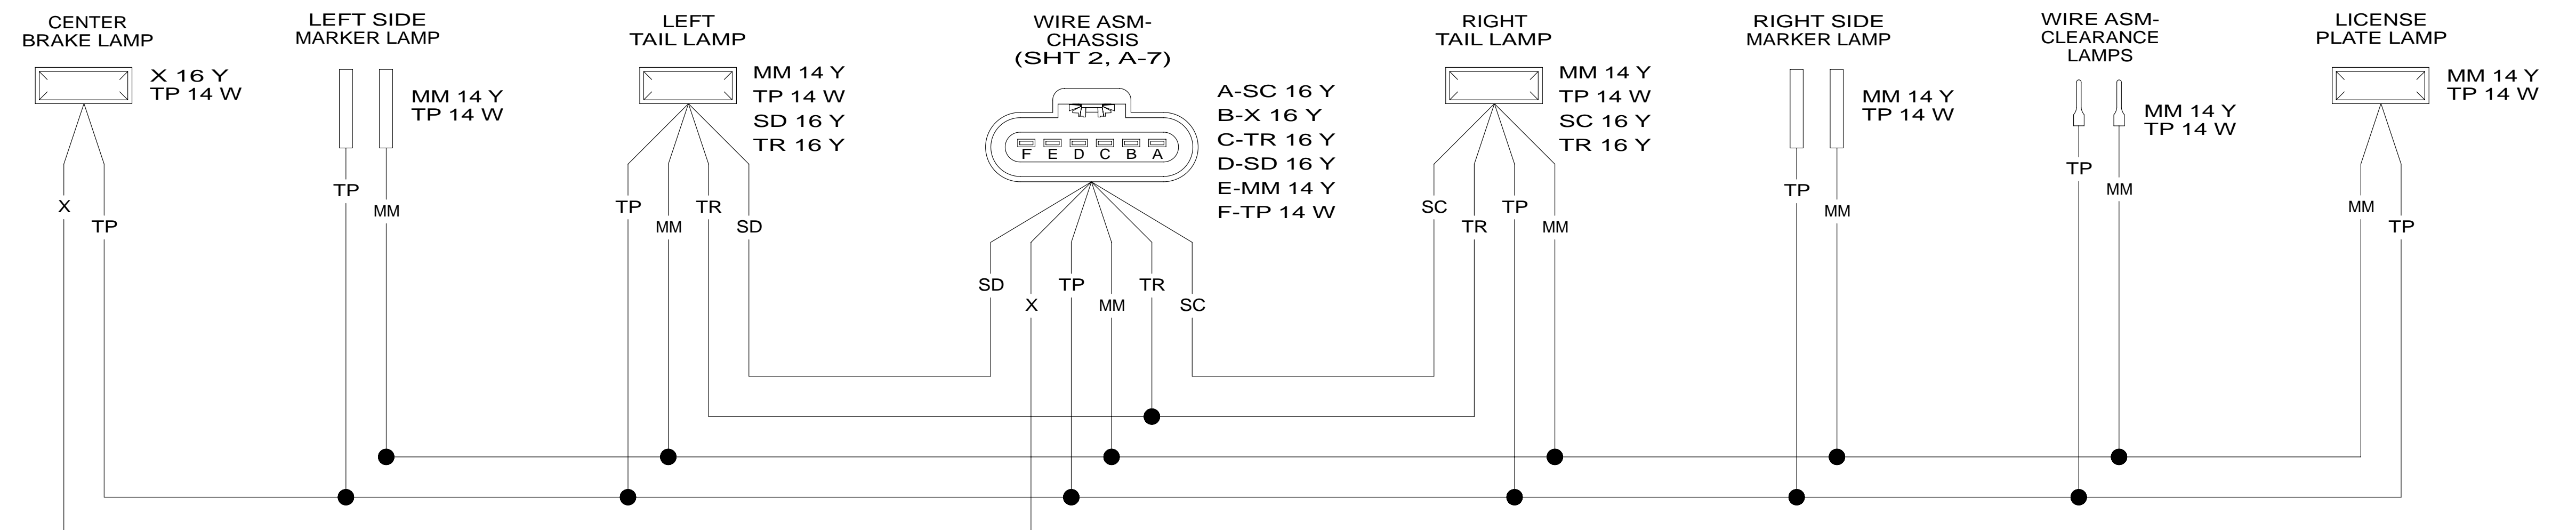 CENTER
BRAKE LAMP
X 16 Y
TP 14 W
X
TP
LEFT SIDE
MARKER LAMP
MM 14 Y
TP 14 W
TP
MM
LEFT
TAIL LAMP
MM 14 Y
TP 14 W
SD 16 Y
TR 16 Y
TP
MM
TR
SD
WIRE ASM-
CHASSIS
(SHT 2, A-7)
A-SC 16 Y
B-X 16 Y
C-TR 16 Y
D-SD 16 Y
E-MM 14 Y
F-TP 14 W
F E D C B A
SD
X
TP
MM
TR
SC
RIGHT
TAIL LAMP
MM 14 Y
TP 14 W
SC 16 Y
TR 16 Y
SC
TR
TP
MM
RIGHT SIDE
MARKER LAMP
MM 14 Y
TP 14 W
TP
MM
WIRE ASM-
CLEARANCE
LAMPS
MM 14 Y
TP 14 W
TP
MM
LICENSE
PLATE LAMP
MM 14 Y
TP 14 W
MM
TP